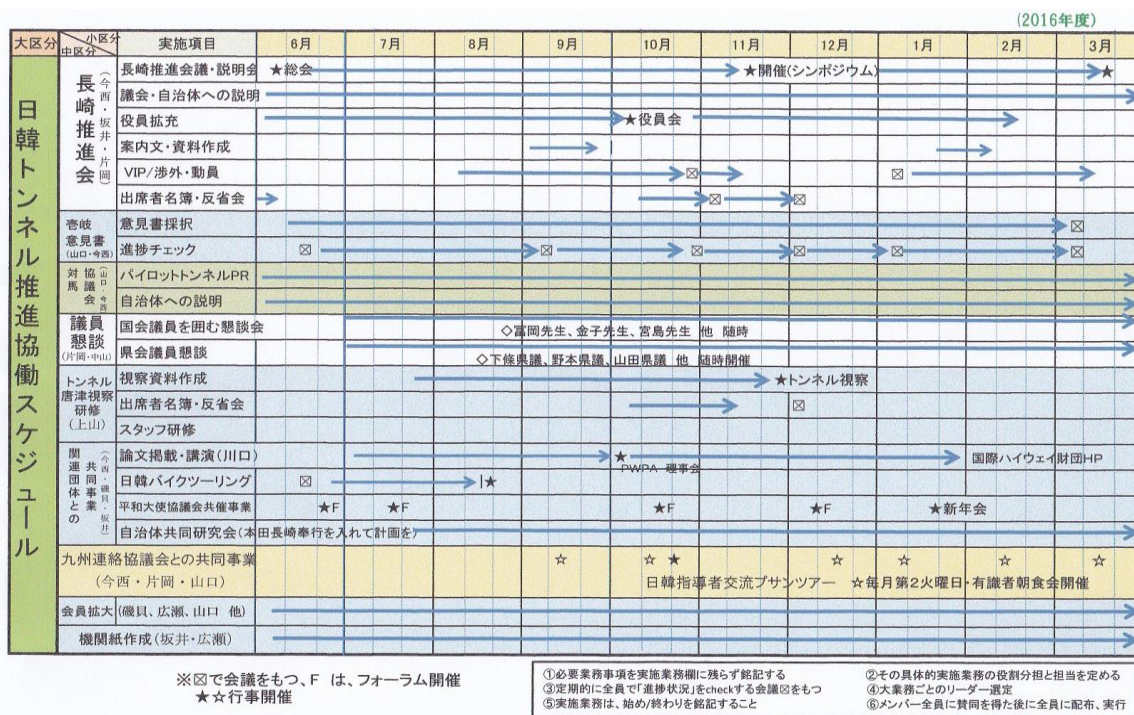 (2016年度)
大区分 小区分 中区分 実施項目 6月 7月 8月 9月 10月 11月 12月 1月 2月 3月
日韓トンネル推進協働スケジュール
長崎推進会
(今西・坂井・片岡)
長崎推進会議・説明会 ★総会 ★開催(シンポジウム) ★
議会・自治体への説明
役員拡充 ★役員会
案内文・資料作成
VIP/渉外・動員 ☒ ☒
出席者名簿・反省会 ☒ ☒
壱岐
意見書
(山口・今西)
意見書採択 ☒
進捗チェック ☒ ☒ ☒ ☒ ☒ ☒
対馬協議会
(山口・今西)
パイロットトンネルPR
自治体への説明
議員
懇談
(片岡・中山)
国会議員を囲む懇談会
◇冨岡先生、金子先生、宮島先生 他 随時
県会議員懇談
◇下條県議、野本県議、山田県議 他 随時開催
トンネル
唐津視察
研修
(上山)
視察資料作成 ★トンネル視察
出席者名簿・反省会 ☒
スタッフ研修
関連団体との共同事業
(今西・磯貝・坂井)
論文掲載・講演(川口) ★ 国際ハイウェイ財団HP
PWPA 理事会
日韓バイクツーリング ☒ ★
平和大使協議会共催事業 ★F ★F ★F ★F ★新年会
自治体共同研究会(本田長崎奉行を入れて計画を)
九州連絡協議会との共同事業 ☆ ☆ ★ ☆ ☆ ☆ ☆
(今西・片岡・山口) 日韓指導者交流プサンツアー ☆毎月第2火曜日・有識者朝食会開催
会員拡大 (磯貝、広瀬、山口 他)
機関紙作成(坂井・広瀬)
※☒で会議をもつ、F は、フォーラム開催
★☆行事開催
①必要業務事項を実施業務欄に残らず銘記する ②その具体的実施業務の役割分担と担当を定める
③定期的に全員で「進捗状況」をcheckする会議☒をもつ ④大業務ごとのリーダー選定
⑤実施業務は、始め/終わりを銘記すること ⑥メンバー全員に賛同を得た後に全員に配布、実行